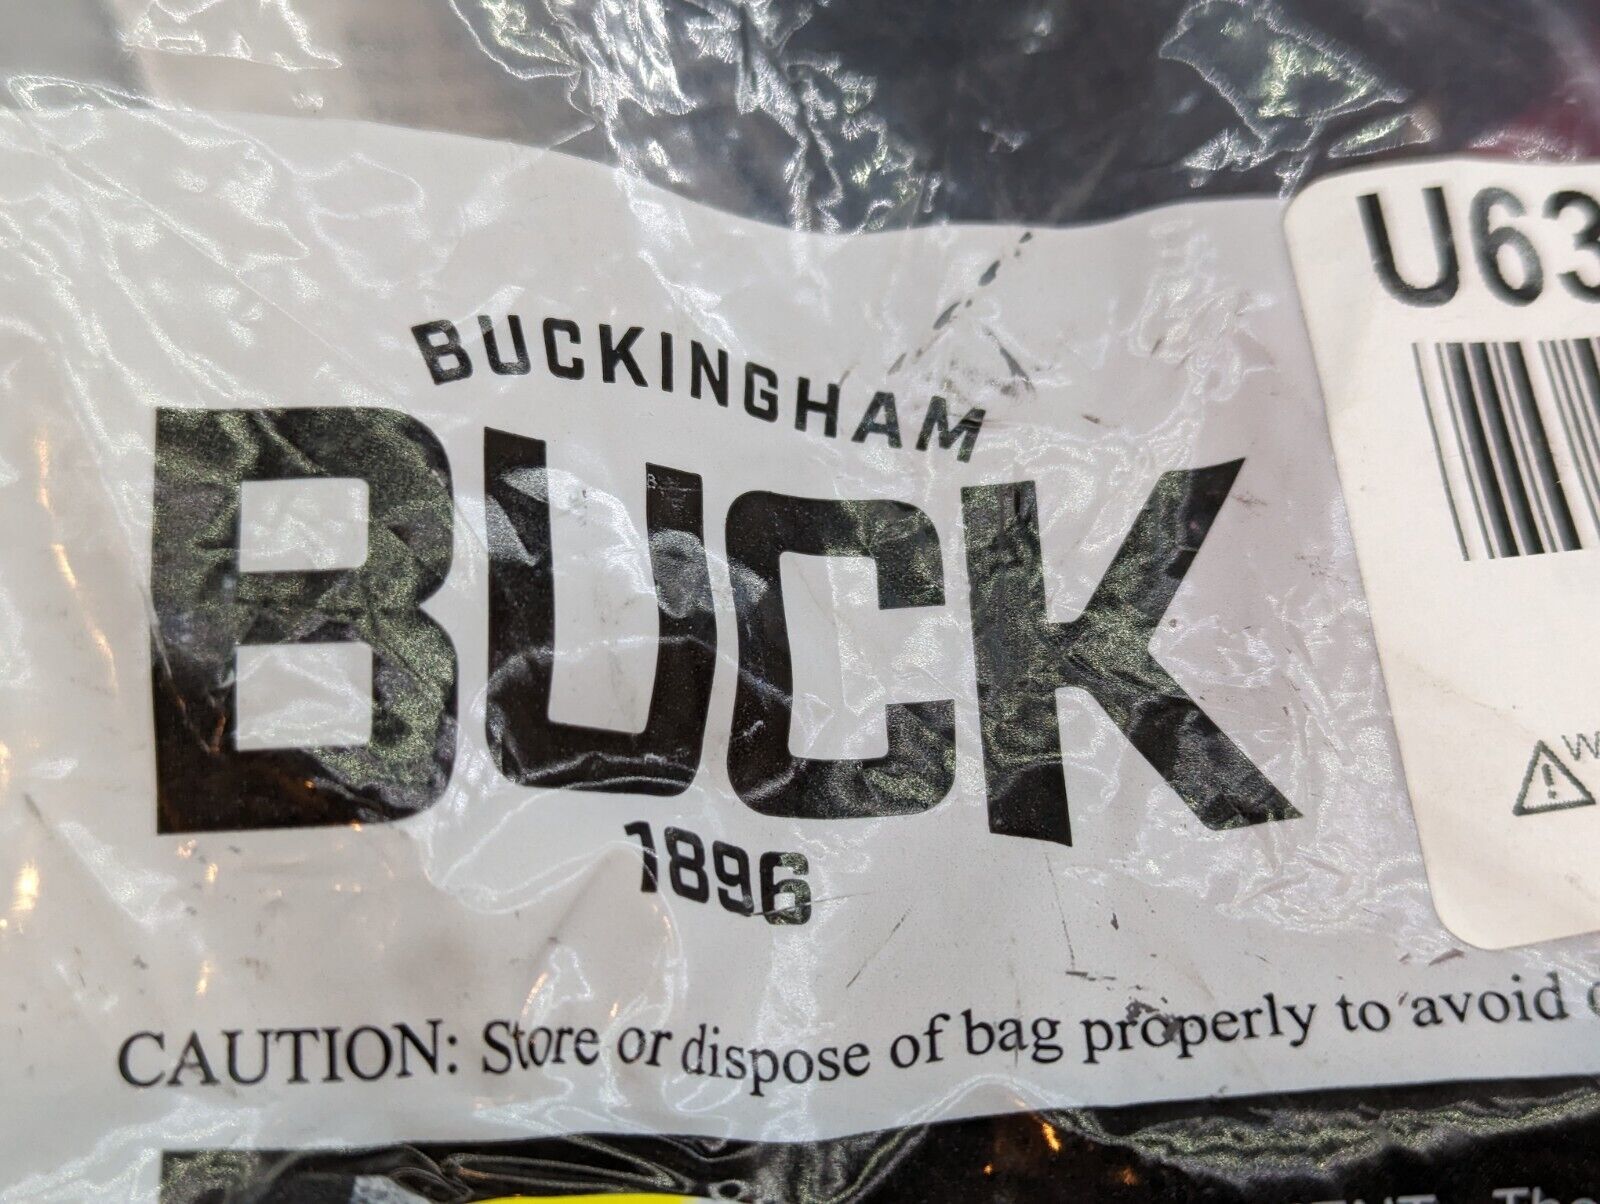 U63
BUCKINGHAM
BUCK
1896
CAUTION: Store or dispose of bag properly to avoid